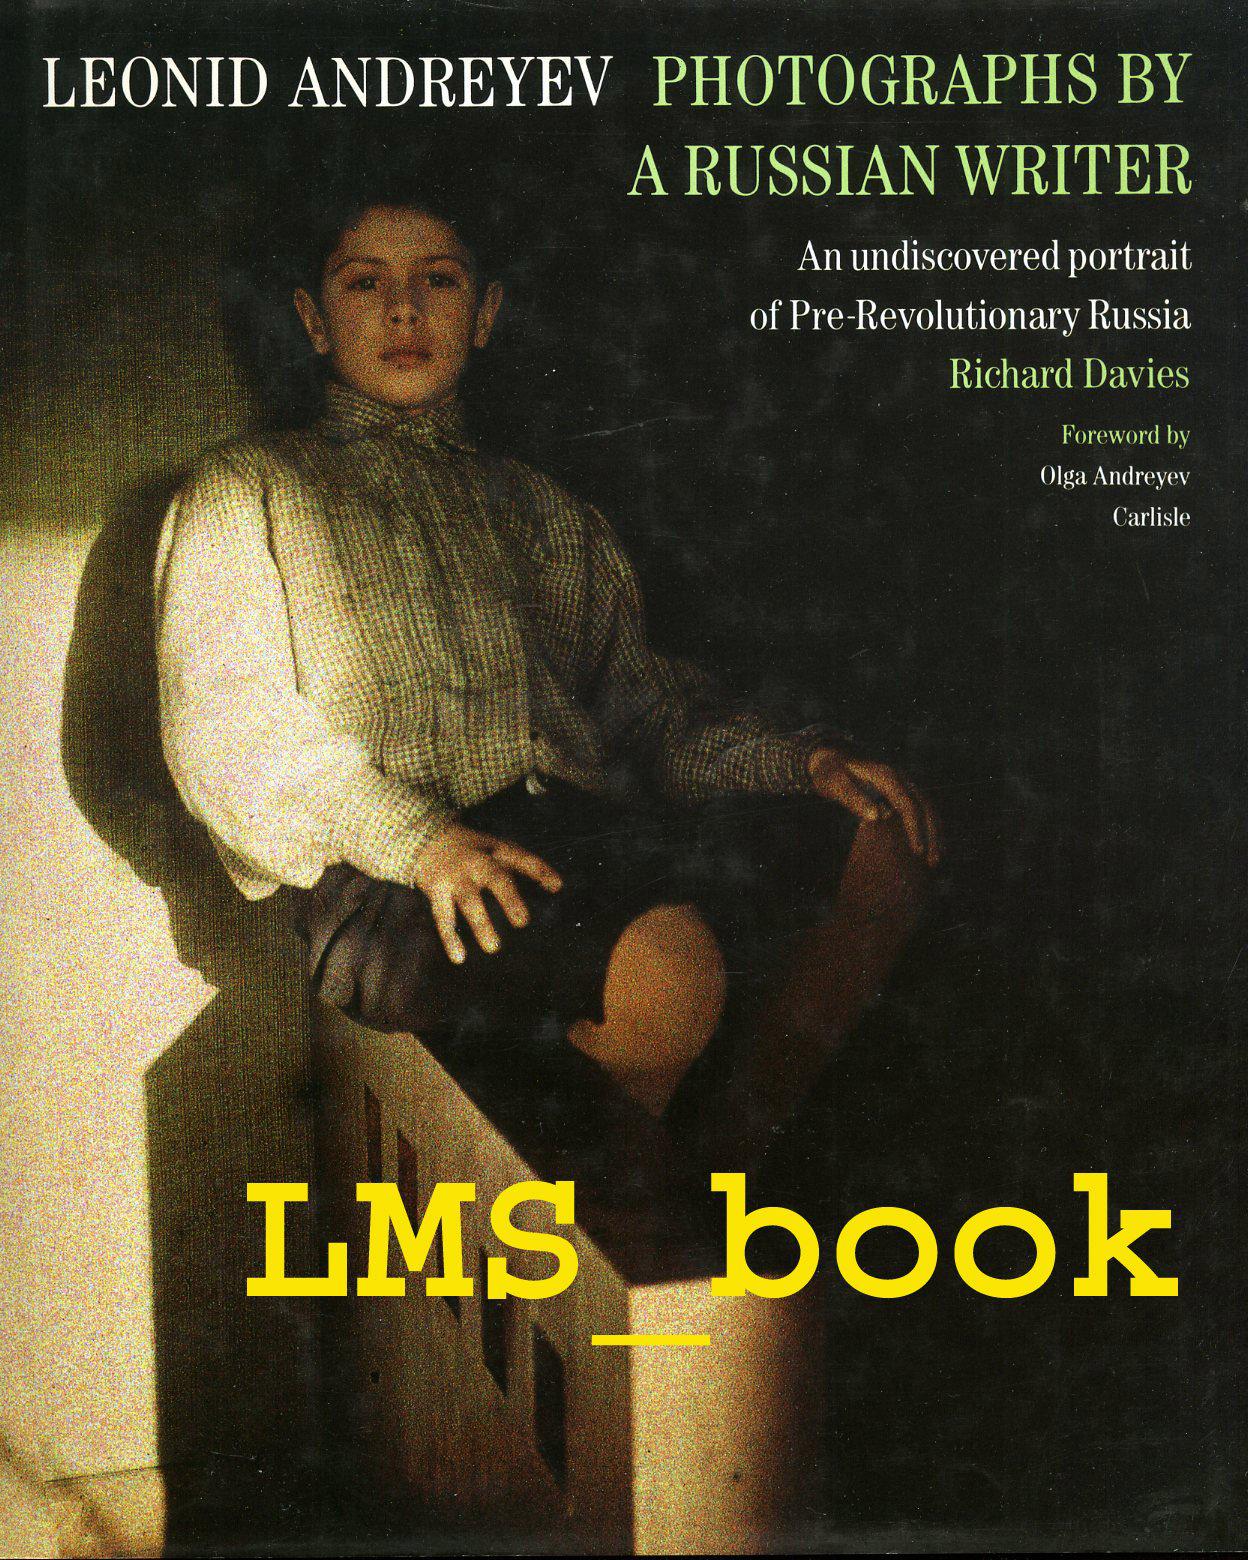 LEONID ANDREYEV PHOTOGRAPHS BY
A RUSSIAN WRITER
An undiscovered portrait
of Pre-Revolutionary Russia
Richard Davies
Foreword by
Olga Andreyev
Carlisle
LMS_book